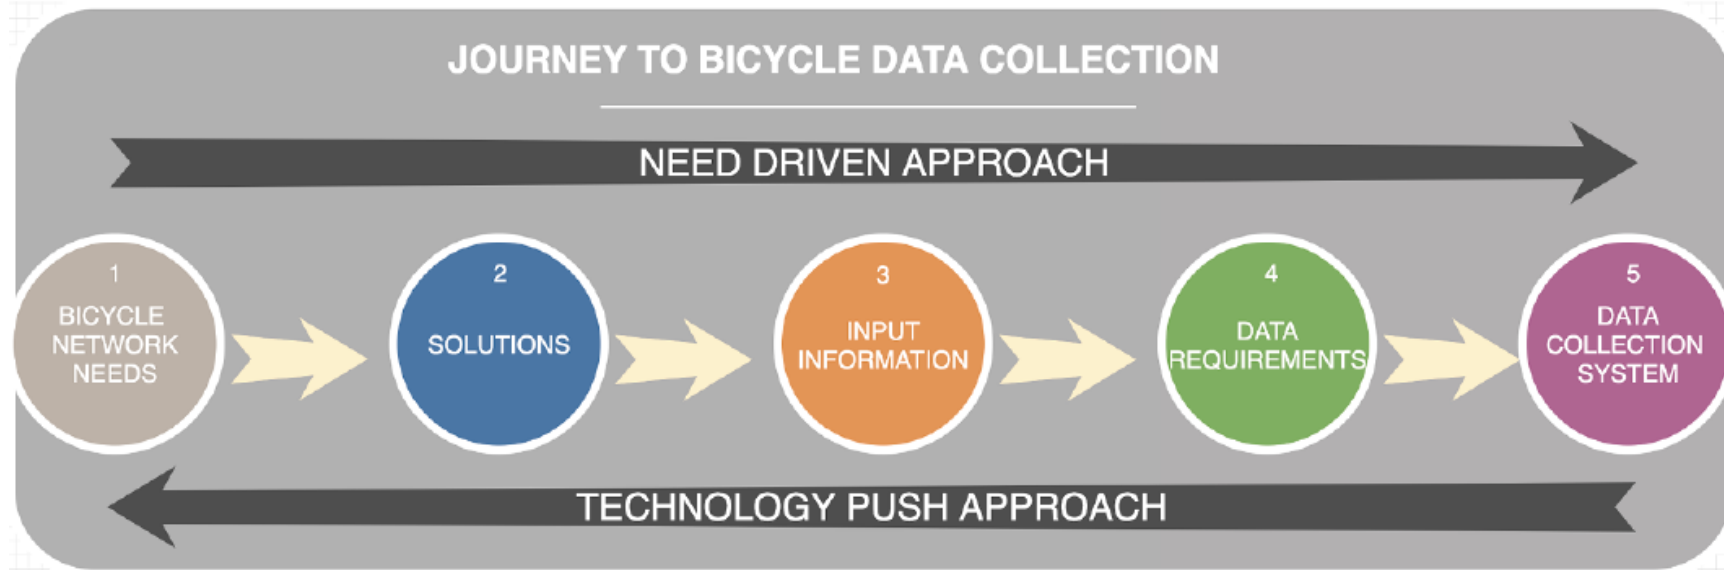 JOURNEY TO BICYCLE DATA COLLECTION
NEED DRIVEN APPROACH
1
BICYCLE
NETWORK
NEEDS
2
SOLUTIONS
3
INPUT
INFORMATION
4
DATA
REQUIREMENTS
5
DATA
COLLECTION
SYSTEM
TECHNOLOGY PUSH APPROACH